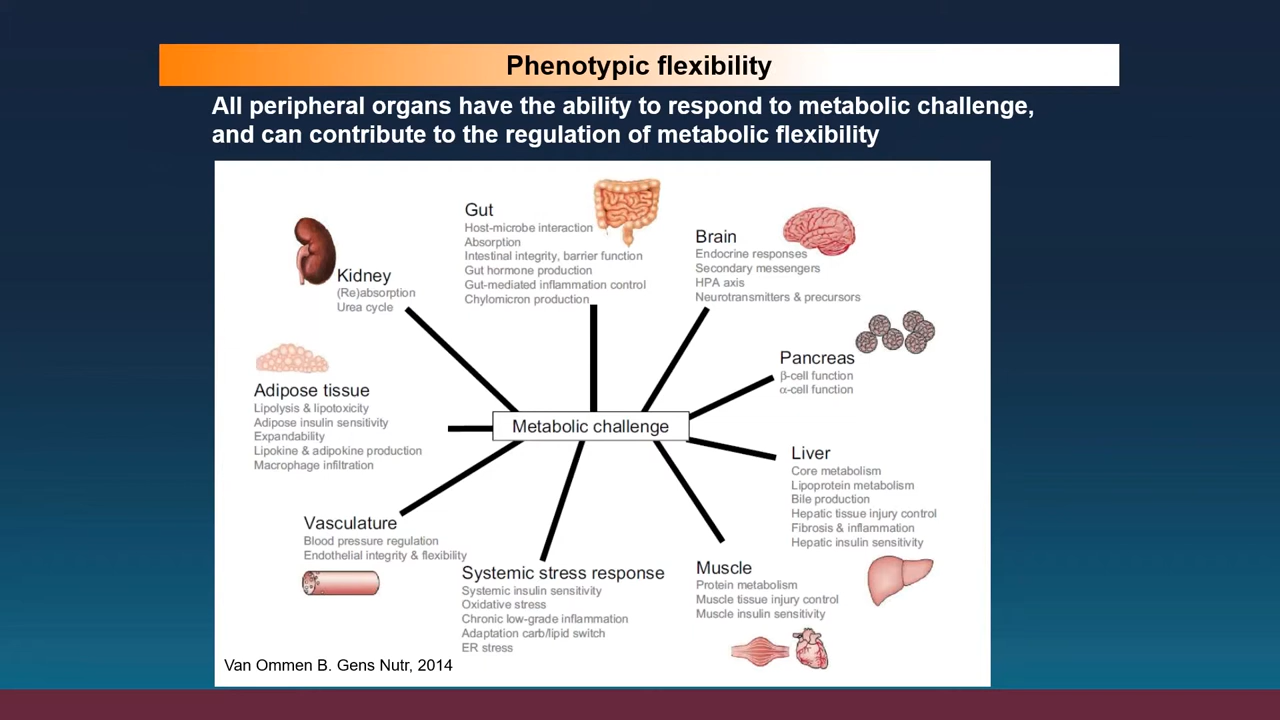 Phenotypic flexibility
All peripheral organs have the ability to respond to metabolic challenge,
and can contribute to the regulation of metabolic flexibility
Gut
Host-microbe interaction
Absorption
Intestinal integrity, barrier function
Gut hormone production
Gut-mediated inflammation control
Chylomicron production
Brain
Endocrine responses
Secondary messengers
HPA axis
Neurotransmitters & precursors
Kidney
(Re)absorption
Urea cycle
Pancreas
β-cell function
α-cell function
Adipose tissue
Lipolysis & lipotoxicity
Adipose insulin sensitivity
Expandability
Lipokine & adipokine production
Macrophage infiltration
Metabolic challenge
Liver
Core metabolism
Lipoprotein metabolism
Bile production
Hepatic tissue injury control
Fibrosis & inflammation
Hepatic insulin sensitivity
Vasculature
Blood pressure regulation
Endothelial integrity & flexibility
Systemic stress response
Systemic insulin sensitivity
Oxidative stress
Chronic low-grade inflammation
Adaptation carb/lipid switch
ER stress
Muscle
Protein metabolism
Muscle tissue injury control
Muscle insulin sensitivity
Van Ommen B. Gens Nutr, 2014